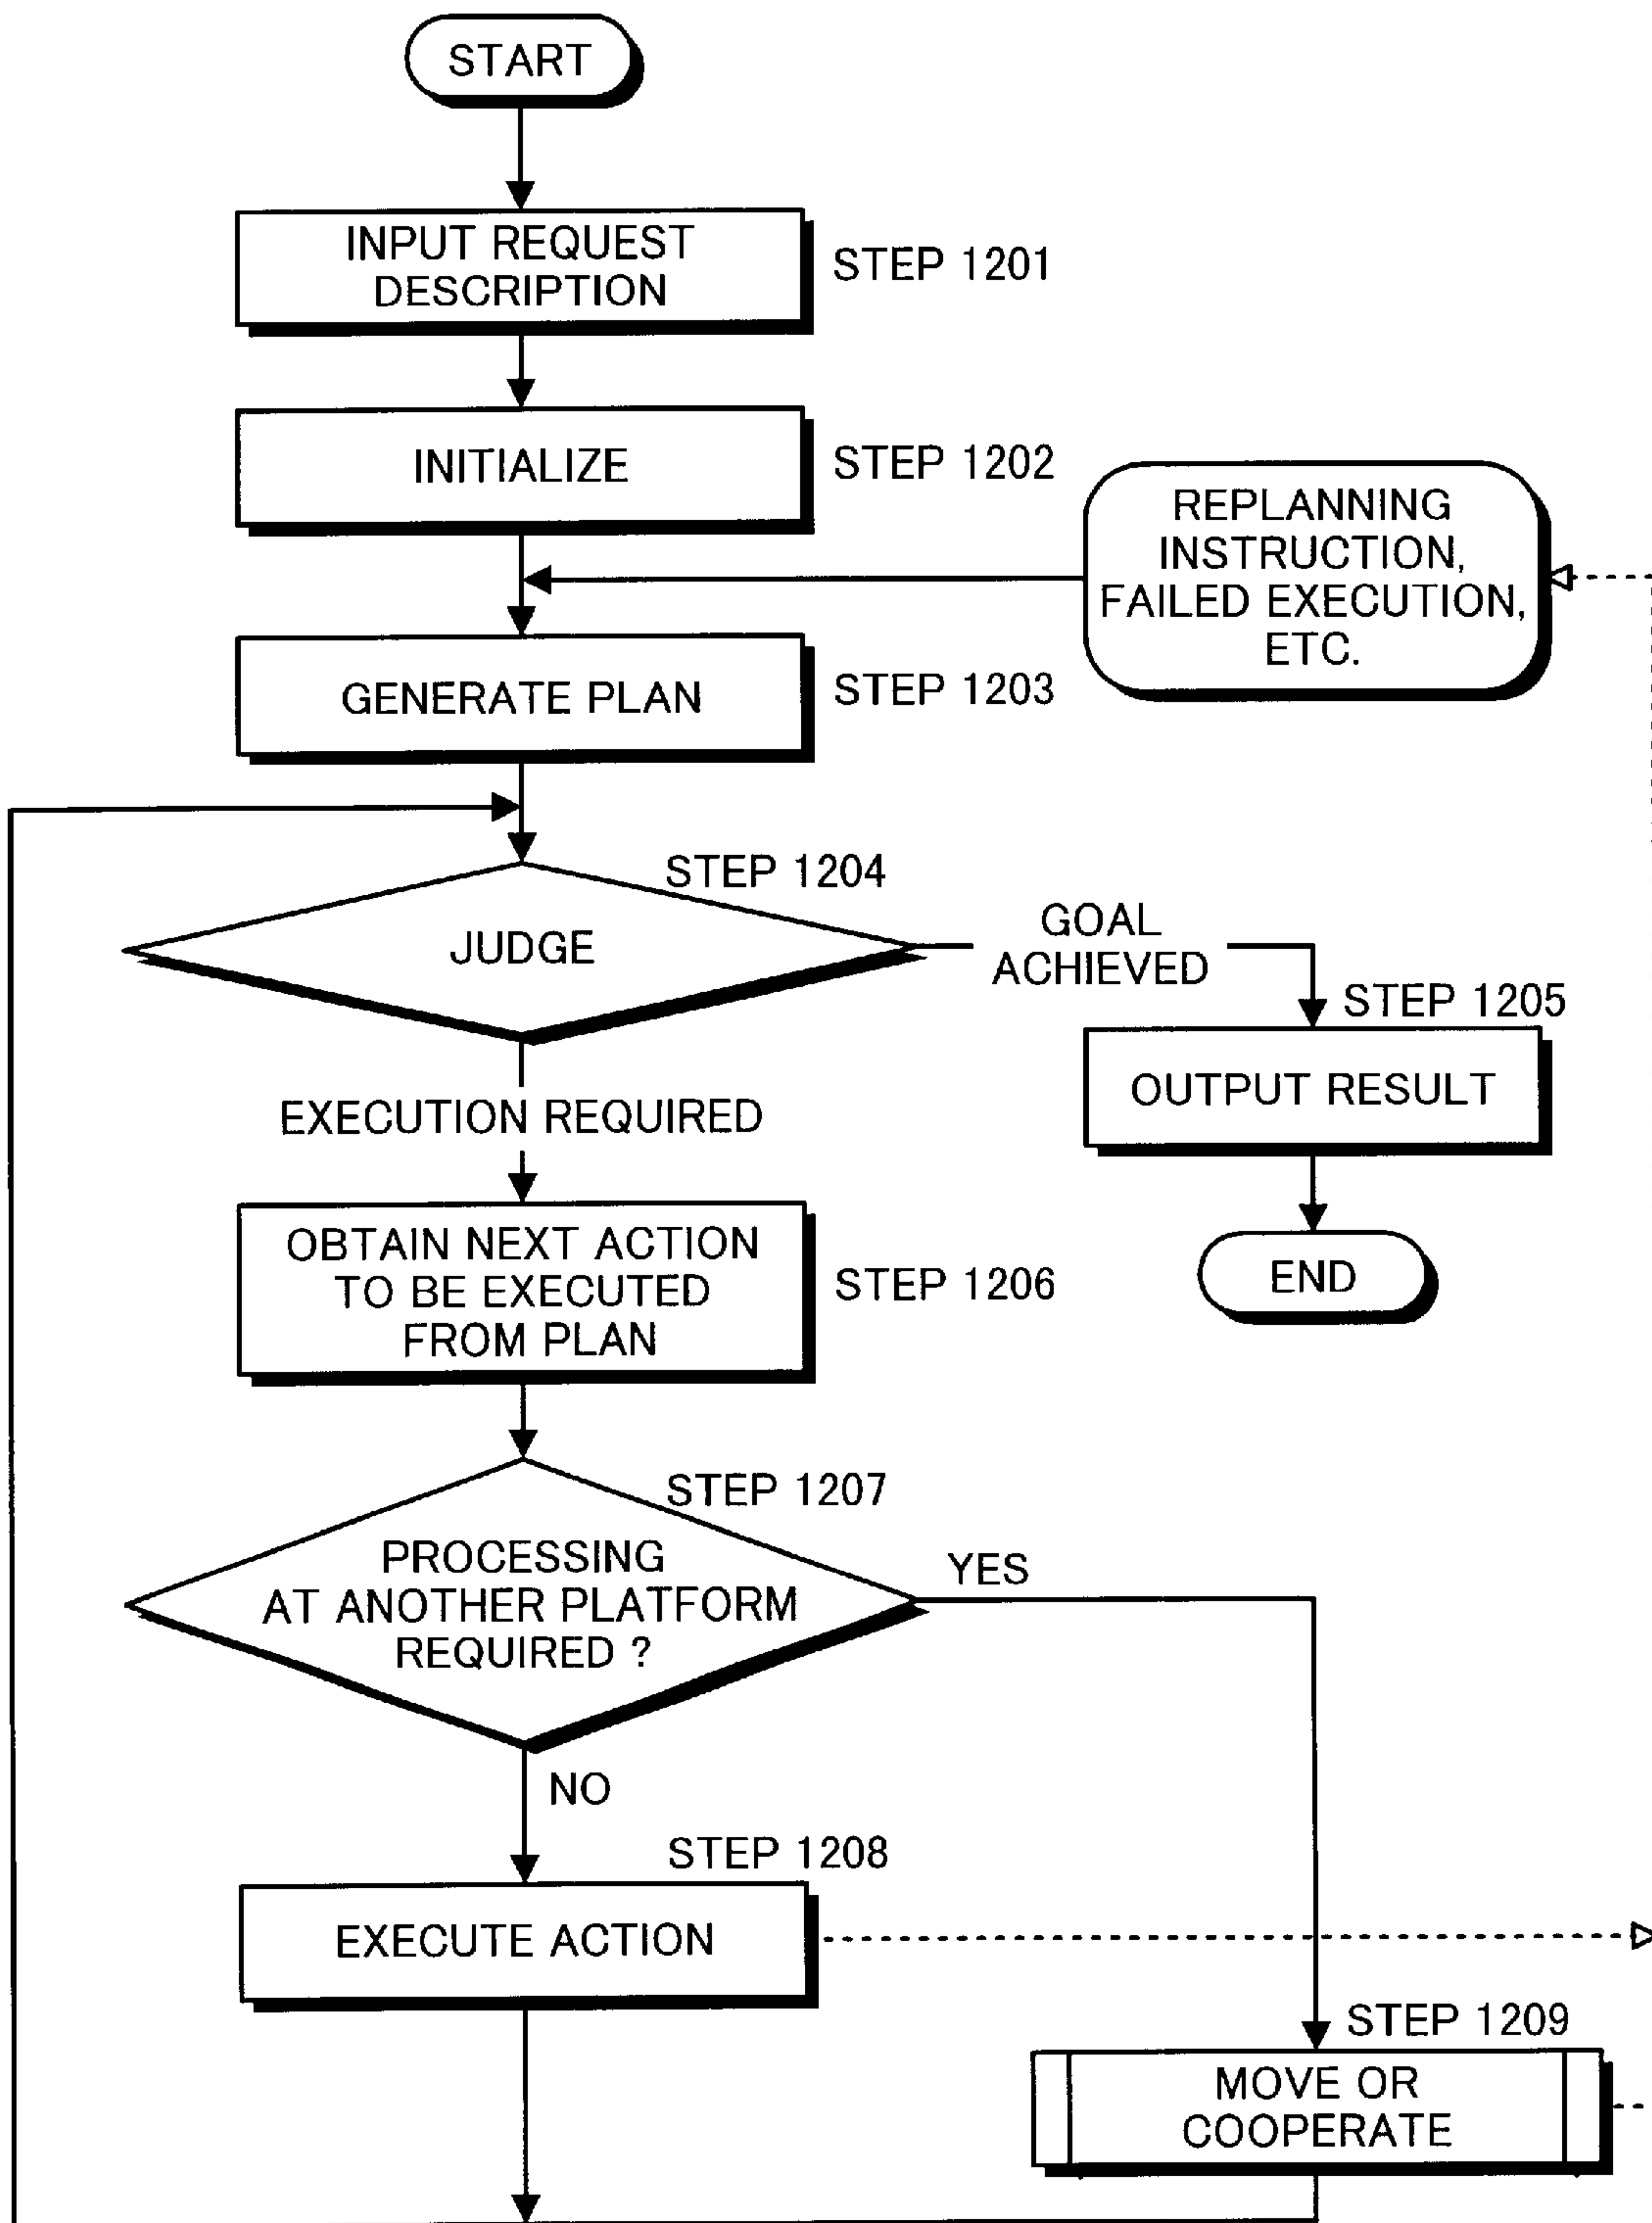 START
INPUT REQUEST
DESCRIPTION
STEP 1201
INITIALIZE
STEP 1202
REPLANNING
INSTRUCTION,
FAILED EXECUTION,
ETC.
GENERATE PLAN
STEP 1203
STEP 1204
JUDGE
GOAL
ACHIEVED
STEP 1205
OUTPUT RESULT
EXECUTION REQUIRED
OBTAIN NEXT ACTION
TO BE EXECUTED
FROM PLAN
STEP 1206
END
STEP 1207
PROCESSING
AT ANOTHER PLATFORM
REQUIRED ?
YES
NO
STEP 1208
EXECUTE ACTION
STEP 1209
MOVE OR
COOPERATE